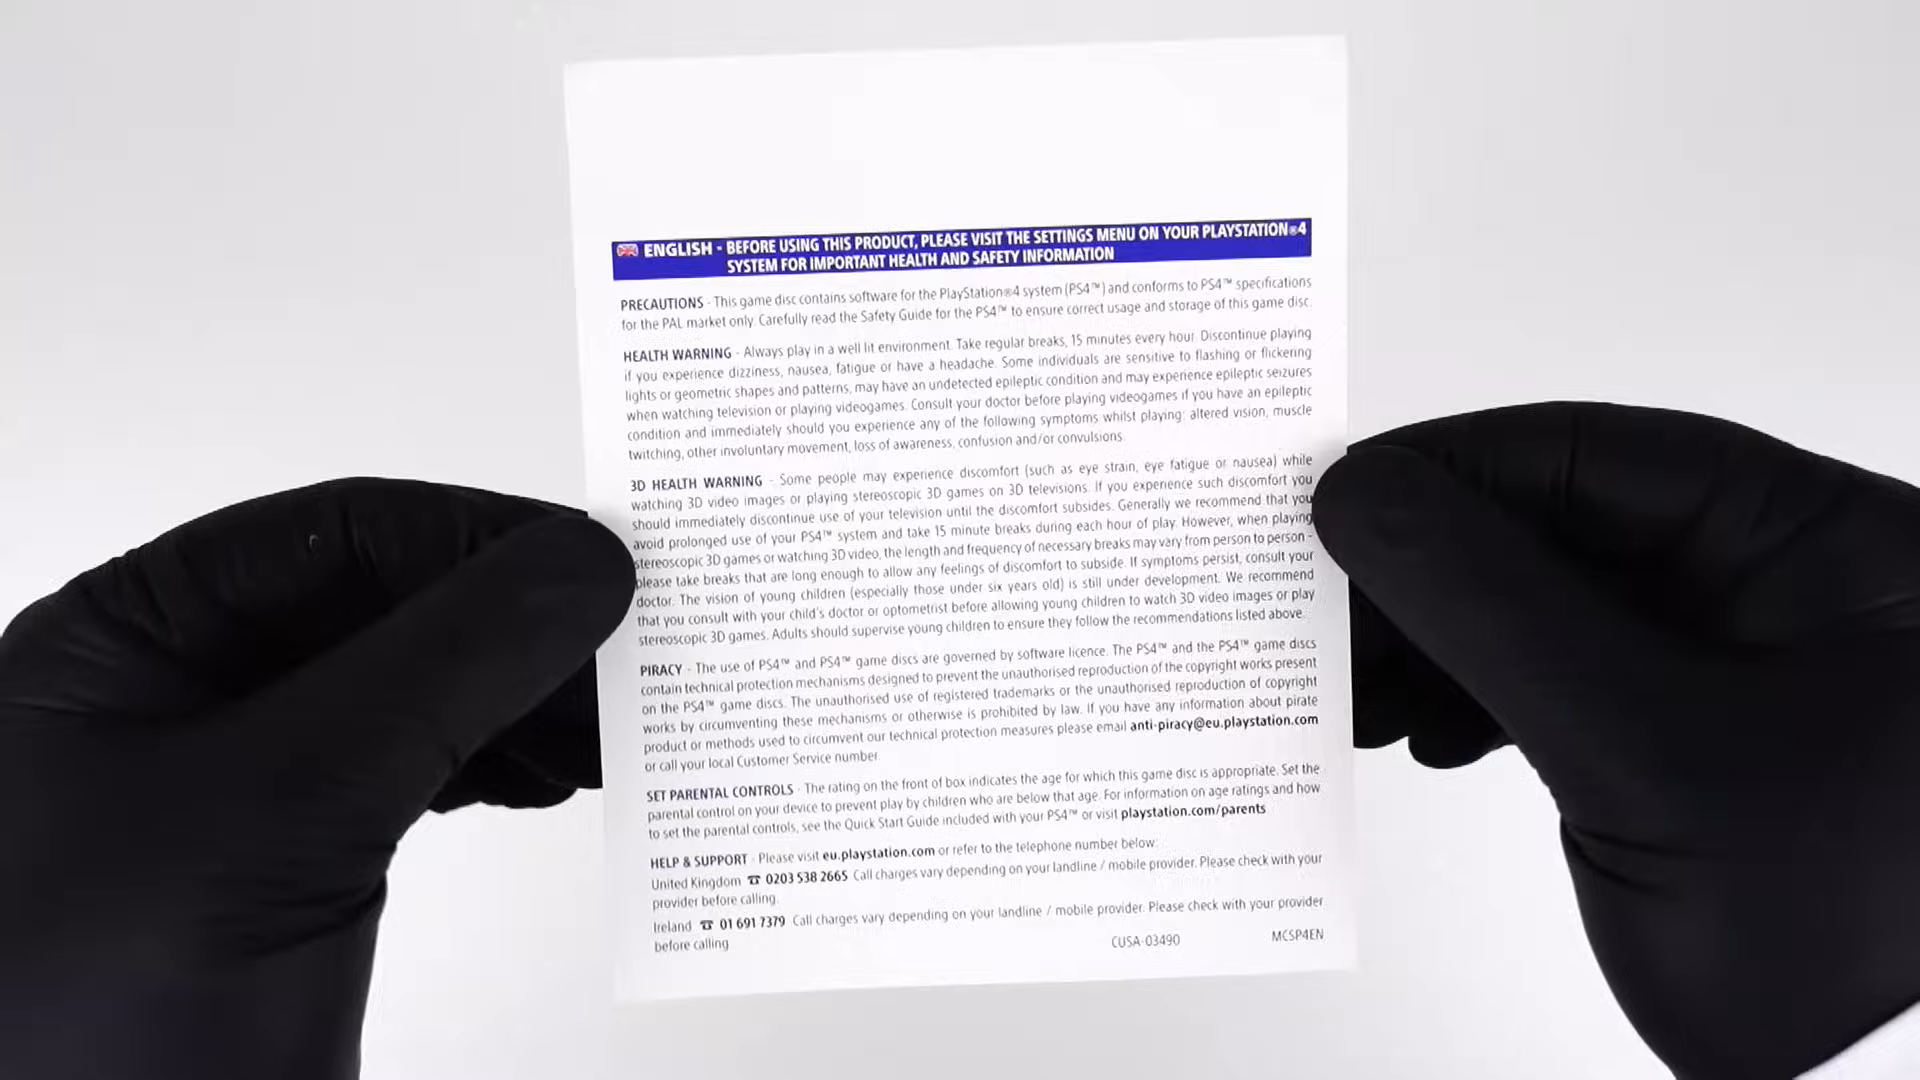 ENGLISH - BEFORE USING THIS PRODUCT, PLEASE VISIT THE SETTINGS MENU ON YOUR PLAYSTATION®4
SYSTEM FOR IMPORTANT HEALTH AND SAFETY INFORMATION
PRECAUTIONS - This game disc contains software for the PlayStation®4 system (PS4™) and conforms to PS4™ specifications
for the PAL market only. Carefully read the Safety Guide for the PS4™ to ensure correct usage and storage of this game disc.
HEALTH WARNING - Always play in a well lit environment. Take regular breaks, 15 minutes every hour. Discontinue playing
if you experience dizziness, nausea, fatigue or have a headache. Some individuals are sensitive to flashing or flickering
lights or geometric shapes and patterns, may have an undetected epileptic condition and may experience epileptic seizures
when watching television or playing videogames. Consult your doctor before playing videogames if you have an epileptic
condition and immediately should you experience any of the following symptoms whilst playing: altered vision, muscle
twitching, other involuntary movement, loss of awareness, confusion and/or convulsions.
3D HEALTH WARNING - Some people may experience discomfort (such as eye strain, eye fatigue or nausea) while
watching 3D video images or playing stereoscopic 3D games on 3D televisions. If you experience such discomfort you
should immediately discontinue use of your television until the discomfort subsides. Generally we recommend that you
avoid prolonged use of your PS4™ system and take 15 minute breaks during each hour of play. However, when playing
stereoscopic 3D games or watching 3D video, the length and frequency of necessary breaks may vary from person to person -
please take breaks that are long enough to allow any feelings of discomfort to subside. If symptoms persist, consult your
doctor. The vision of young children (especially those under six years old) is still under development. We recommend
that you consult with your child's doctor or optometrist before allowing young children to watch 3D video images or play
stereoscopic 3D games. Adults should supervise young children to ensure they follow the recommendations listed above.
PIRACY - The use of PS4™ and PS4™ game discs are governed by software licence. The PS4™ and the PS4™ game discs
contain technical protection mechanisms designed to prevent the unauthorised reproduction of the copyright works present
on the PS4™ game discs. The unauthorised use of registered trademarks or the unauthorised reproduction of copyright
works by circumventing these mechanisms or otherwise is prohibited by law. If you have any information about pirate
product or methods used to circumvent our technical protection measures please email anti-piracy@eu.playstation.com
or call your local Customer Service number.
SET PARENTAL CONTROLS - The rating on the front of box indicates the age for which this game disc is appropriate. Set the
parental control on your device to prevent play by children who are below that age. For information on age ratings and how
to set the parental controls, see the Quick Start Guide included with your PS4™ or visit playstation.com/parents
HELP & SUPPORT - Please visit eu.playstation.com or refer to the telephone number below:
United Kingdom ☎ 0203 538 2665 Call charges vary depending on your landline / mobile provider. Please check with your
provider before calling.
Ireland ☎ 01 691 7379 Call charges vary depending on your landline / mobile provider. Please check with your provider
before calling
CUSA-03490 MCSP4EN